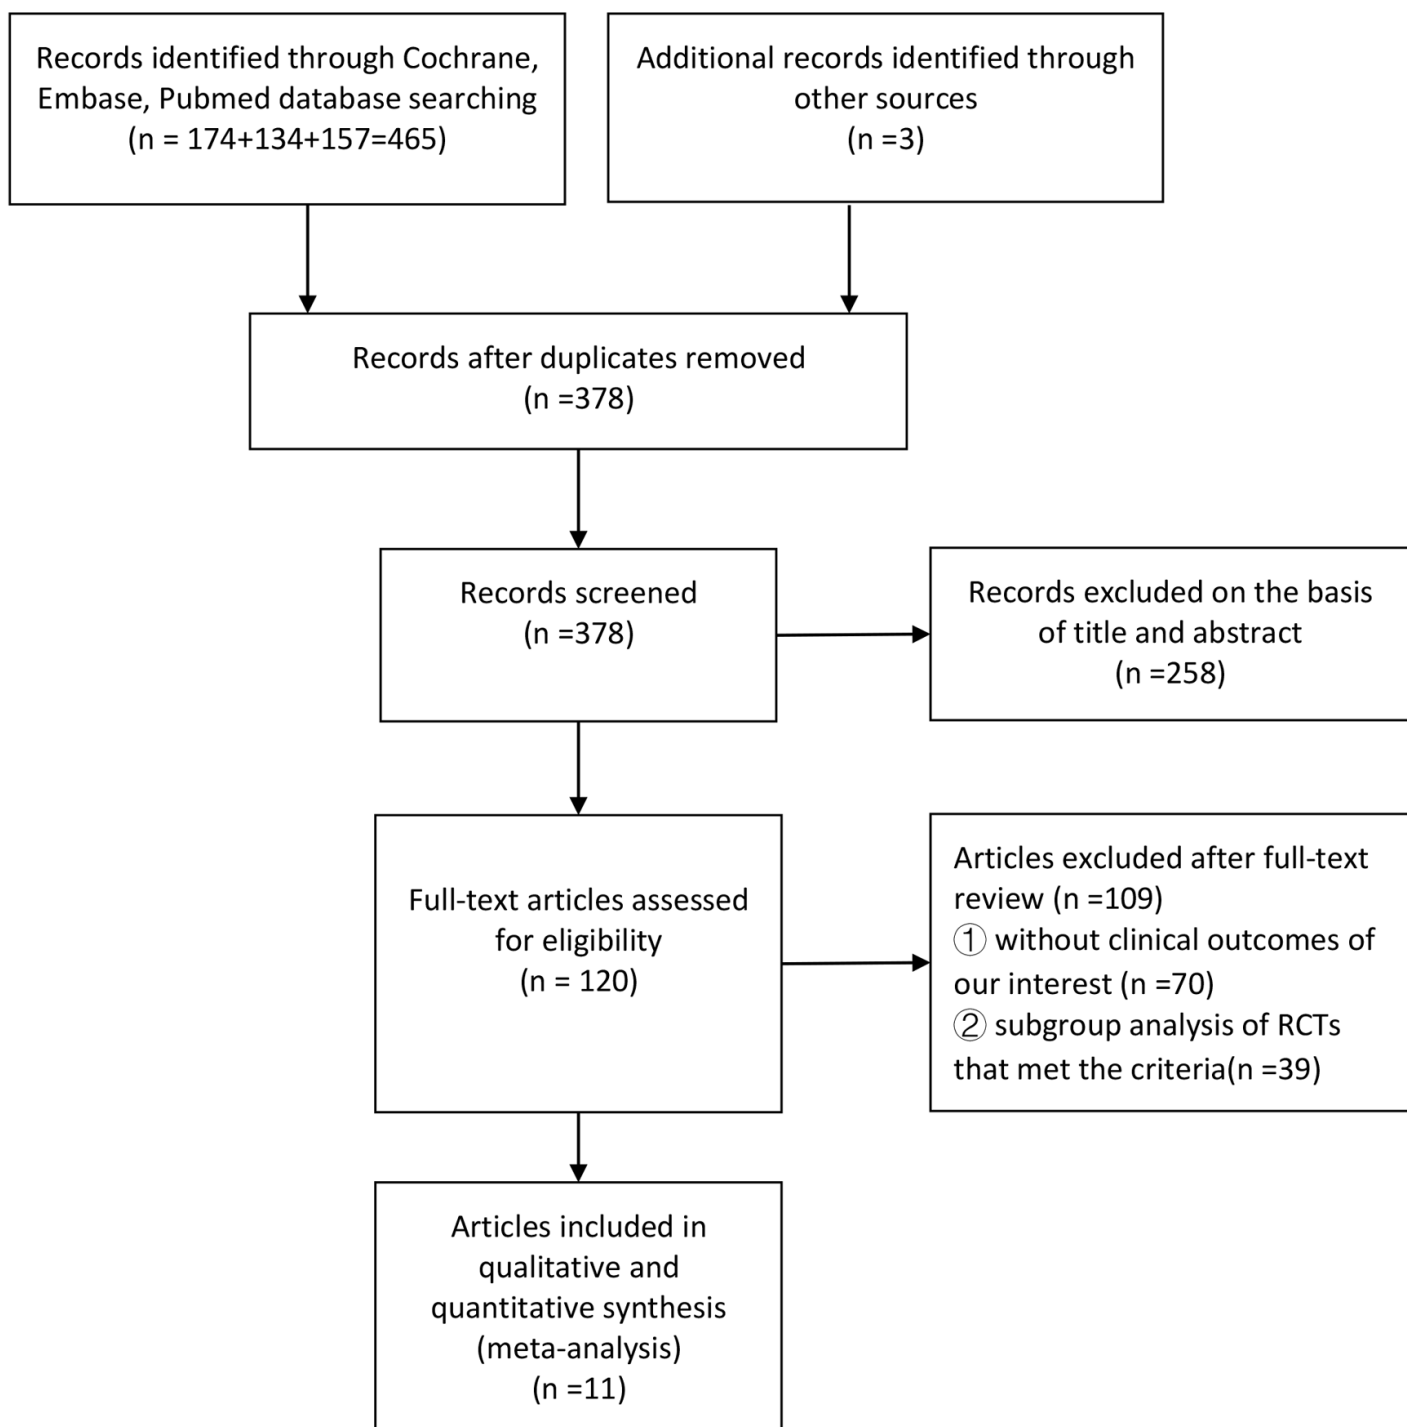 Records identified through Cochrane,
Embase, Pubmed database searching
(n = 174+134+157=465)
Additional records identified through
other sources
(n =3)
Records after duplicates removed
(n =378)
Records screened
(n =378)
Records excluded on the basis
of title and abstract
(n =258)
Full-text articles assessed
for eligibility
(n = 120)
Articles excluded after full-text
review (n =109)
① without clinical outcomes of
our interest (n =70)
② subgroup analysis of RCTs
that met the criteria(n =39)
Articles included in
qualitative and
quantitative synthesis
(meta-analysis)
(n =11)